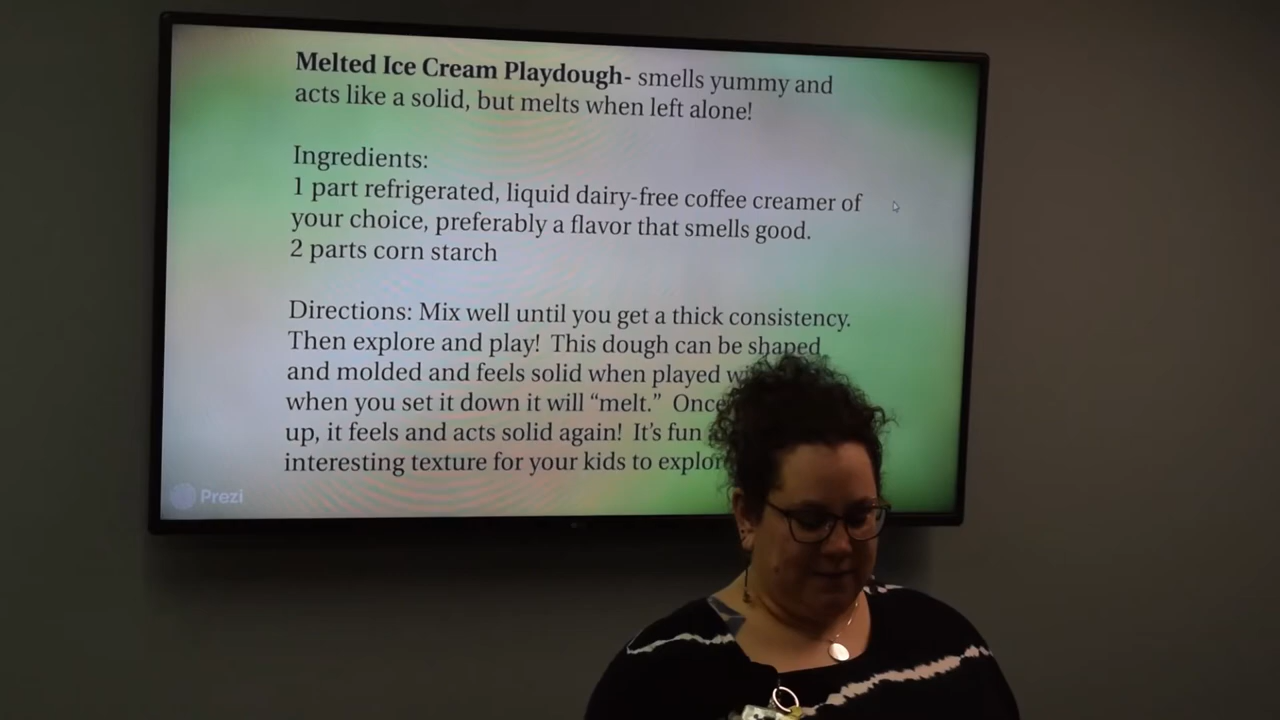 Melted Ice Cream Playdough- smells yummy and
acts like a solid, but melts when left alone!
Ingredients:
1 part refrigerated, liquid dairy-free coffee creamer of
your choice, preferably a flavor that smells good.
2 parts corn starch
Directions: Mix well until you get a thick consistency.
Then explore and play! This dough can be shaped
and molded and feels solid when played
when you set it down it will “melt.” Once
up, it feels and acts solid again! It’s fun
interesting texture for your kids to explor
Prezi